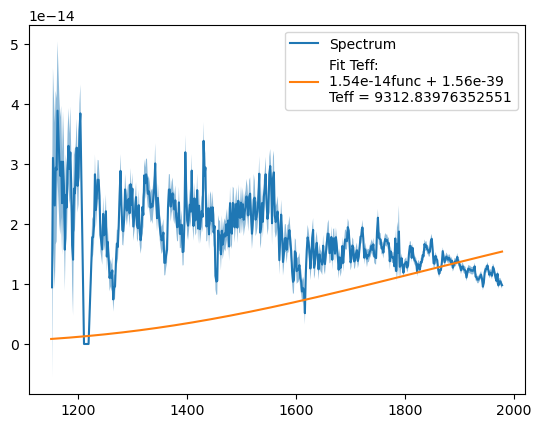 1e−14
5
4
3
2
1
0
1200
1400
1600
1800
2000
Spectrum
Fit Teff:
1.54e-14func + 1.56e-39
Teff = 9312.83976352551